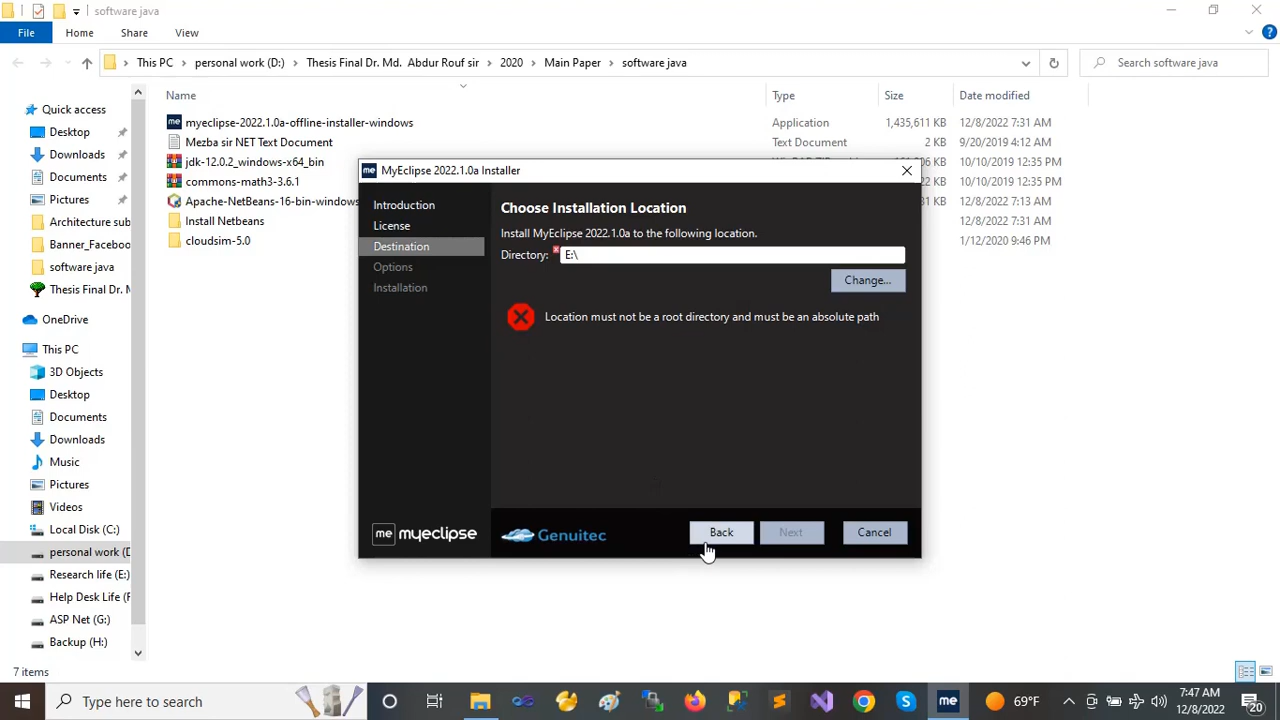 software java
File
Home
Share
View
This PC
personal work (D:)
Thesis Final Dr. Md. Abdur Rouf sir
2020
Main Paper
software java
Search software java
Name
Type
Size
Date modified
Quick access
Desktop
Downloads
Documents
Pictures
Architecture sub
Banner_Facebo
software java
Thesis Final Dr. M
OneDrive
This PC
3D Objects
Desktop
Documents
Downloads
Music
Pictures
Videos
Local Disk (C:)
personal work (D
Research life (E:)
Help Desk Life (F
ASP Net (G:)
Backup (H:)
myeclipse-2022.1.0a-offline-installer-windows
Application
1,435,611 KB
12/8/2022 7:31 AM
Mezba sir NET Text Document
Text Document
2 KB
9/20/2019 4:12 AM
jdk-12.0.2_windows-x64_bin
10/10/2019 12:35 PM
commons-math3-3.6.1
KB
10/10/2019 12:35 PM
Apache-NetBeans-16-bin-windows
KB
12/8/2022 7:13 AM
Install Netbeans
12/8/2022 7:31 AM
cloudsim-5.0
1/12/2020 9:46 PM
me MyEclipse 2022.1.0a Installer
Introduction
License
Destination
Options
Installation
Choose Installation Location
Install MyEclipse 2022.1.0a to the following location.
Directory:
E:\
Change...
Location must not be a root directory and must be an absolute path
me myeclipse
Genuitec
Back
Next
Cancel
7 items
Type here to search
me
69°F
7:47 AM
12/8/2022
20